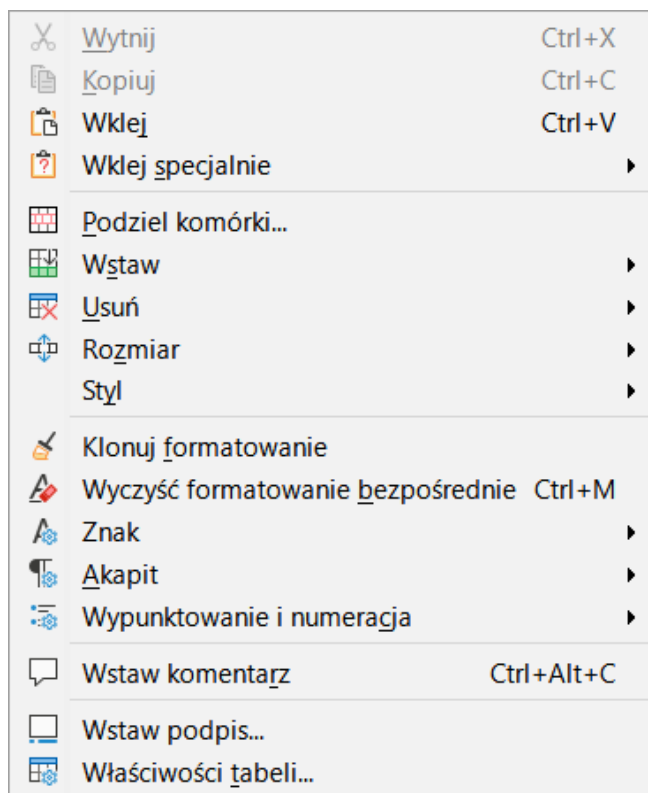 Wytnij Ctrl+X
Kopiuj Ctrl+C
Wklej Ctrl+V
Wklej specjalnie
Podziel komórki...
Wstaw
Usuń
Rozmiar
Styl
Klonuj formatowanie
Wyczyść formatowanie bezpośrednie Ctrl+M
Znak
Akapit
Wypunktowanie i numeracja
Wstaw komentarz Ctrl+Alt+C
Wstaw podpis...
Właściwości tabeli...